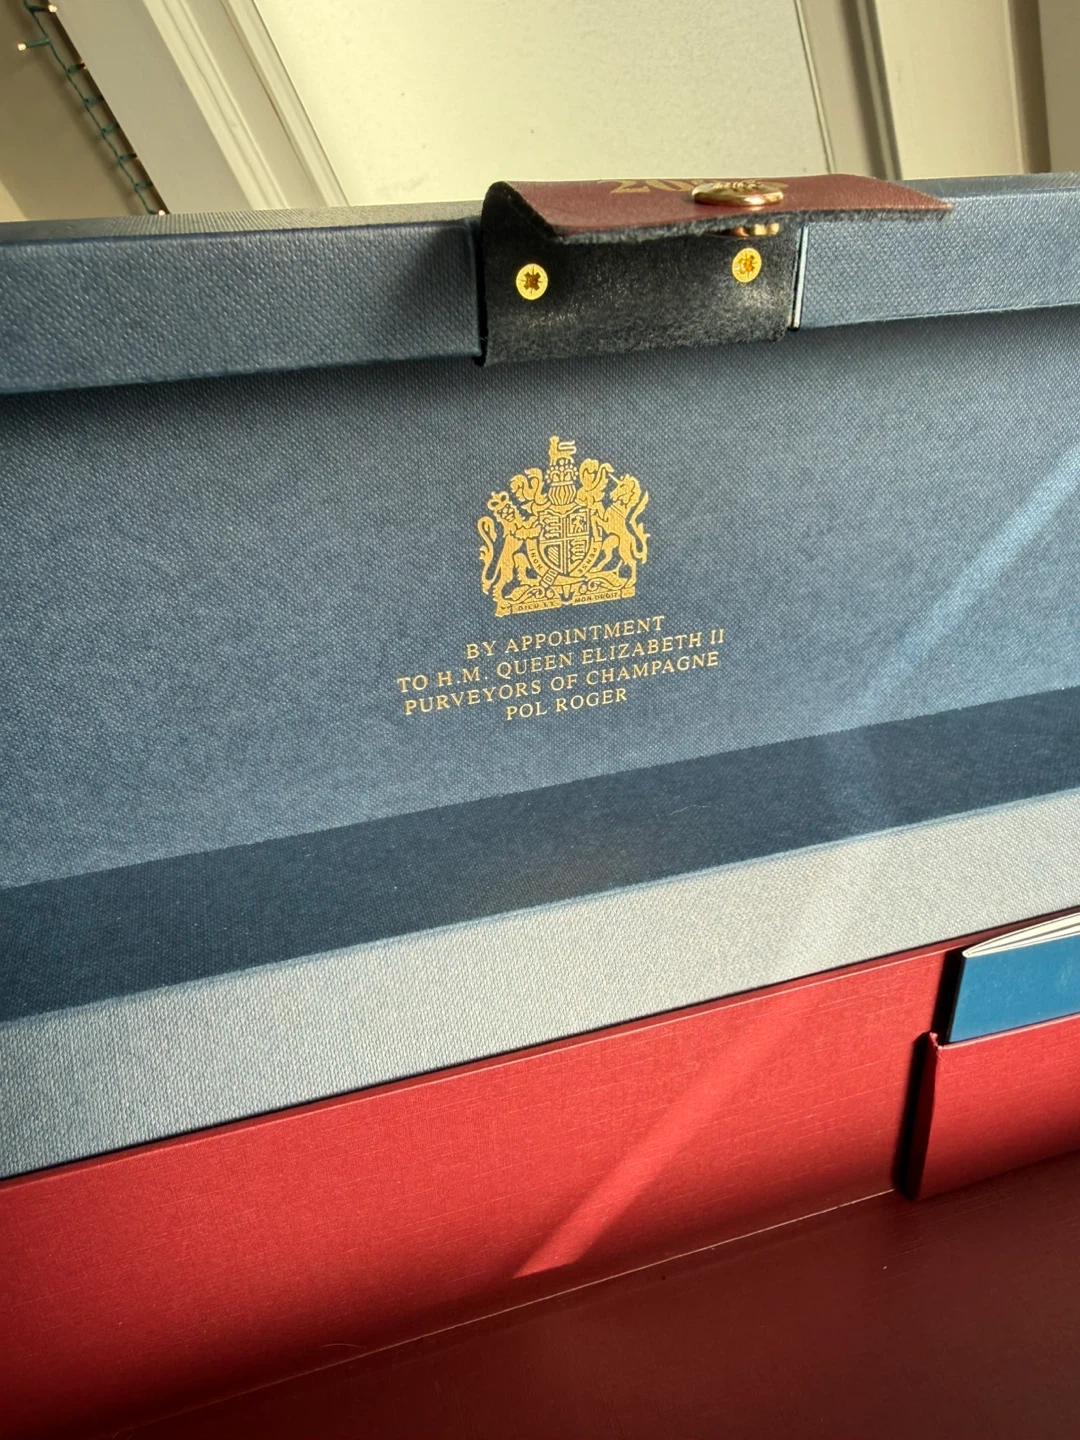 BY APPOINTMENT
TO H.M. QUEEN ELIZABETH II
PURVEYORS OF CHAMPAGNE
POL ROGER